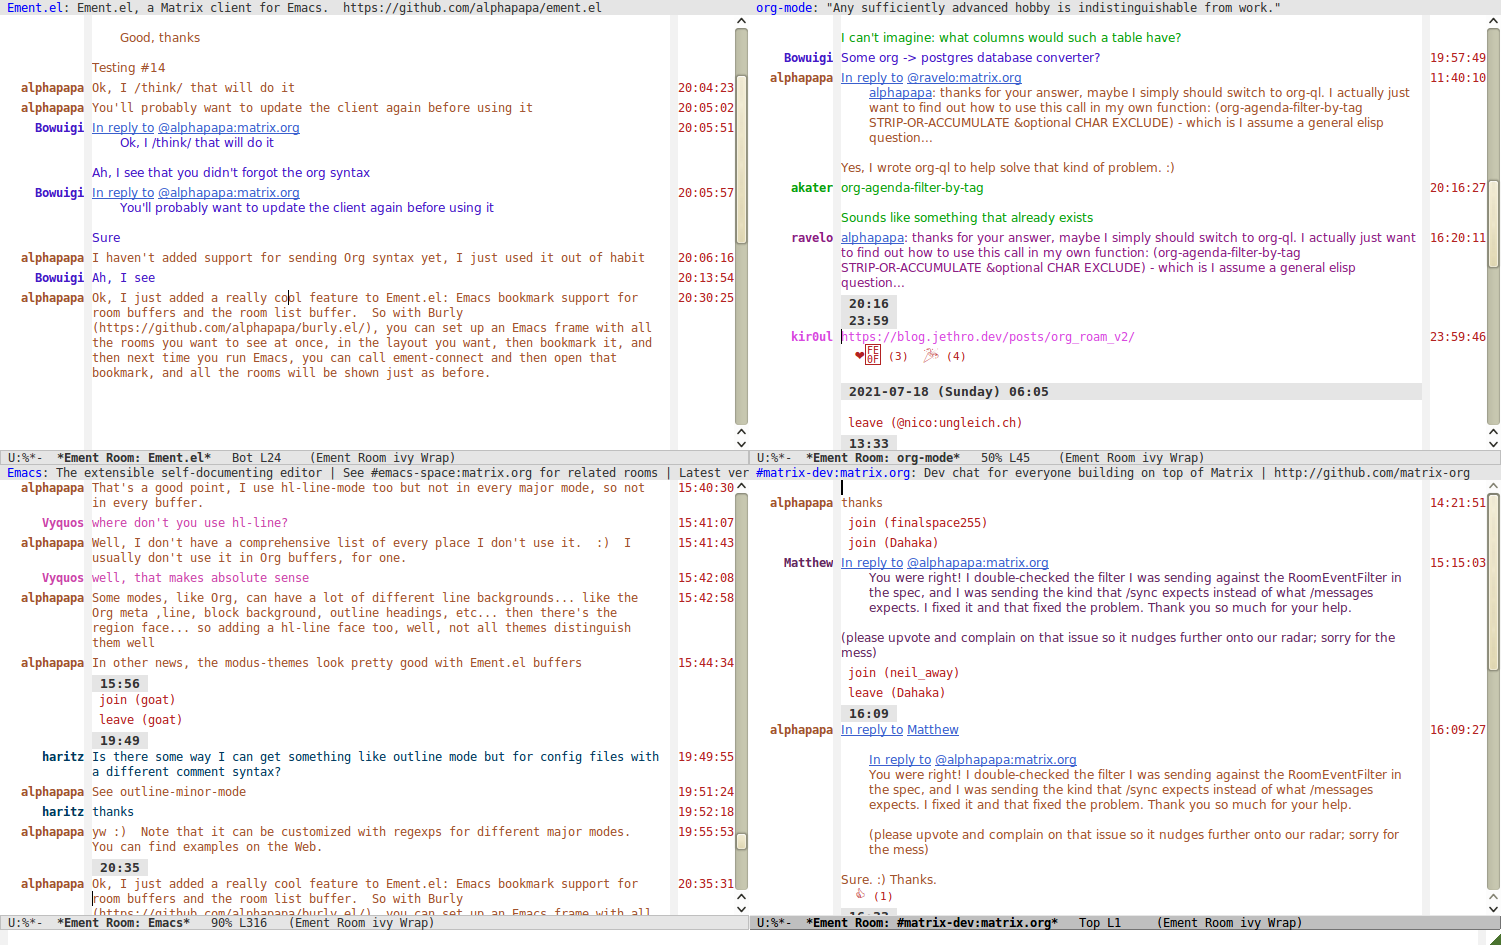 Ement.el: Ement.el, a Matrix client for Emacs.  https://github.com/alphapapa/ement.el
Good, thanks
Testing #14
alphapapa Ok, I /think/ that will do it 20:04:23
alphapapa You'll probably want to update the client again before using it 20:05:02
Bowuigi In reply to @alphapapa:matrix.org 20:05:51
Ok, I /think/ that will do it
Ah, I see that you didn't forgot the org syntax
Bowuigi In reply to @alphapapa:matrix.org 20:05:57
You'll probably want to update the client again before using it
Sure
alphapapa I haven't added support for sending Org syntax yet, I just used it out of habit 20:06:16
Bowuigi Ah, I see 20:13:54
alphapapa Ok, I just added a really cool feature to Ement.el: Emacs bookmark support for 20:30:25
room buffers and the room list buffer.  So with Burly
(https://github.com/alphapapa/burly.el/), you can set up an Emacs frame with all
the rooms you want to see at once, in the layout you want, then bookmark it, and
then next time you run Emacs, you can call ement-connect and then open that
bookmark, and all the rooms will be shown just as before.
U:%*-  *Ement Room: Ement.el*   Bot L24    (Ement Room ivy Wrap)
org-mode: "Any sufficiently advanced hobby is indistinguishable from work."
I can't imagine: what columns would such a table have?
Bowuigi Some org -> postgres database converter? 19:57:49
alphapapa In reply to @ravelo:matrix.org 11:40:10
alphapapa: thanks for your answer, maybe I simply should switch to org-ql. I actually just
want to find out how to use this call in my own function: (org-agenda-filter-by-tag
STRIP-OR-ACCUMULATE &optional CHAR EXCLUDE) - which is I assume a general elisp
question...
Yes, I wrote org-ql to help solve that kind of problem. :)
akater org-agenda-filter-by-tag 20:16:27
Sounds like something that already exists
ravelo alphapapa: thanks for your answer, maybe I simply should switch to org-ql. I actually just want 16:20:11
to find out how to use this call in my own function: (org-agenda-filter-by-tag
STRIP-OR-ACCUMULATE &optional CHAR EXCLUDE) - which is I assume a general elisp
question...
20:16
23:59
kir0ul https://blog.jethro.dev/posts/org_roam_v2/ 23:59:46
❤ FE0F (3) 🎉 (4)
2021-07-18 (Sunday) 06:05
leave (@nico:ungleich.ch)
13:33
U:%*-  *Ement Room: org-mode*   50% L45    (Ement Room ivy Wrap)
Emacs: The extensible self-documenting editor | See #emacs-space:matrix.org for related rooms | Latest ver
alphapapa That's a good point, I use hl-line-mode too but not in every major mode, so not 15:40:30
in every buffer.
Vyquos where don't you use hl-line? 15:41:07
alphapapa Well, I don't have a comprehensive list of every place I don't use it.  :)  I 15:41:43
usually don't use it in Org buffers, for one.
Vyquos well, that makes absolute sense 15:42:08
alphapapa Some modes, like Org, can have a lot of different line backgrounds... like the 15:42:58
Org meta ,line, block background, outline headings, etc... then there's the
region face... so adding a hl-line face too, well, not all themes distinguish
them well
alphapapa In other news, the modus-themes look pretty good with Ement.el buffers 15:44:34
15:56
join (goat)
leave (goat)
19:49
haritz Is there some way I can get something like outline mode but for config files with 19:49:55
a different comment syntax?
alphapapa See outline-minor-mode 19:51:24
haritz thanks 19:52:18
alphapapa yw :)  Note that it can be customized with regexps for different major modes. 19:55:53
You can find examples on the Web.
20:35
alphapapa Ok, I just added a really cool feature to Ement.el: Emacs bookmark support for 20:35:31
room buffers and the room list buffer.  So with Burly
(https://github.com/alphapapa/burly.el/), you can set up an Emacs frame with all
U:%*-  *Ement Room: Emacs*   90% L316   (Ement Room ivy Wrap)
#matrix-dev:matrix.org: Dev chat for everyone building on top of Matrix | http://github.com/matrix-org
alphapapa thanks 14:21:51
join (finalspace255)
join (Dahaka)
Matthew In reply to @alphapapa:matrix.org 15:15:03
You were right! I double-checked the filter I was sending against the RoomEventFilter in
the spec, and I was sending the kind that /sync expects instead of what /messages
expects. I fixed it and that fixed the problem. Thank you so much for your help.
(please upvote and complain on that issue so it nudges further onto our radar; sorry for the
mess)
join (neil_away)
leave (Dahaka)
16:09
alphapapa In reply to Matthew 16:09:27
In reply to @alphapapa:matrix.org
You were right! I double-checked the filter I was sending against the RoomEventFilter in
the spec, and I was sending the kind that /sync expects instead of what /messages
expects. I fixed it and that fixed the problem. Thank you so much for your help.
(please upvote and complain on that issue so it nudges further onto our radar; sorry for
the mess)
Sure. :) Thanks.
👍 (1)
U:%*-  *Ement Room: #matrix-dev:matrix.org*   Top L1     (Ement Room ivy Wrap)